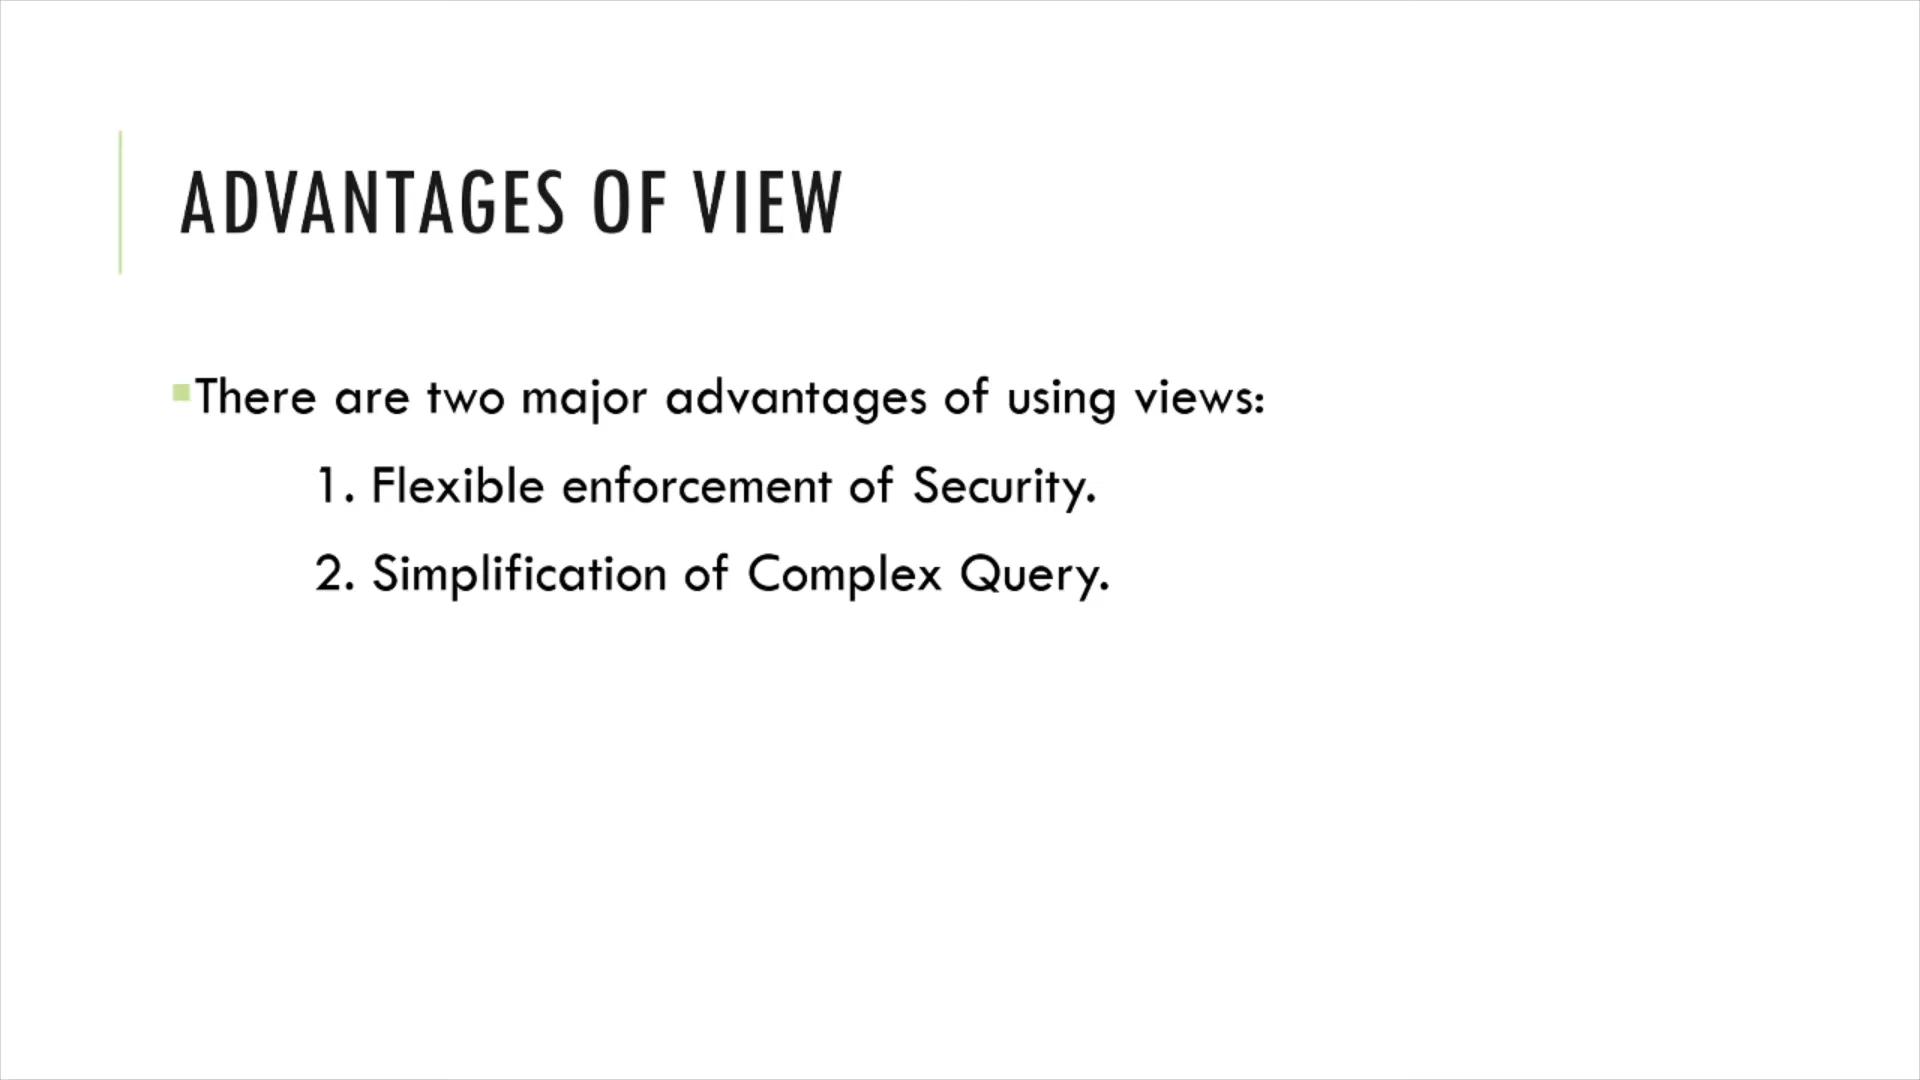 ADVANTAGES OF VIEW
There are two major advantages of using views:
1. Flexible enforcement of Security.
2. Simplification of Complex Query.